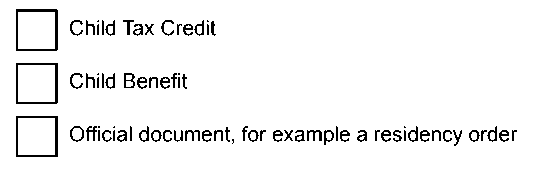 Child Tax Credit
Child Benefit
Official document, for example a residency order